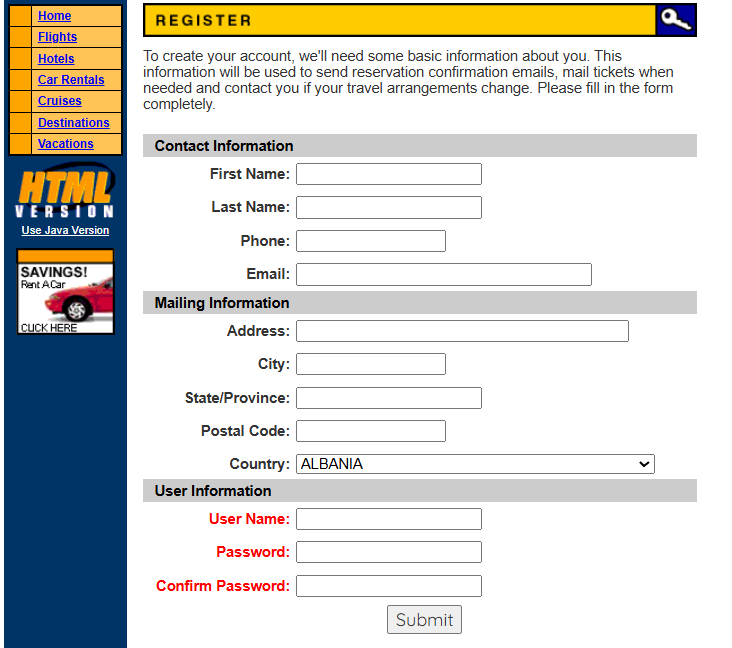 Home
Flights
Hotels
Car Rentals
Cruises
Destinations
Vacations
HTML
VERSION
Use Java Version
SAVINGS!
Rent A Car
CLICK HERE
REGISTER
To create your account, we'll need some basic information about you. This
information will be used to send reservation confirmation emails, mail tickets when
needed and contact you if your travel arrangements change. Please fill in the form
completely.
Contact Information
First Name:
Last Name:
Phone:
Email:
Mailing Information
Address:
City:
State/Province:
Postal Code:
Country: ALBANIA
User Information
User Name:
Password:
Confirm Password:
Submit